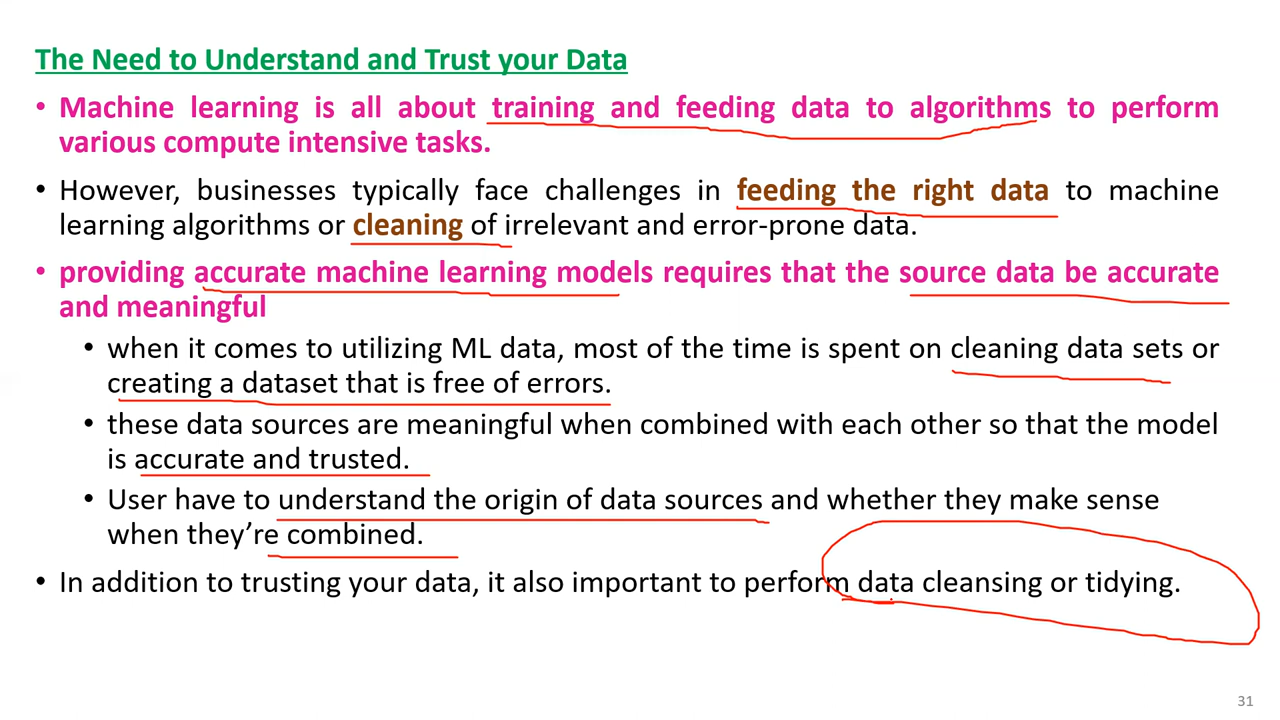 The Need to Understand and Trust your Data
• Machine learning is all about training and feeding data to algorithms to perform
various compute intensive tasks.
• However, businesses typically face challenges in feeding the right data to machine
learning algorithms or cleaning of irrelevant and error-prone data.
• providing accurate machine learning models requires that the source data be accurate
and meaningful
• when it comes to utilizing ML data, most of the time is spent on cleaning data sets or
creating a dataset that is free of errors.
• these data sources are meaningful when combined with each other so that the model
is accurate and trusted.
• User have to understand the origin of data sources and whether they make sense
when they’re combined.
• In addition to trusting your data, it also important to perform data cleansing or tidying.
31